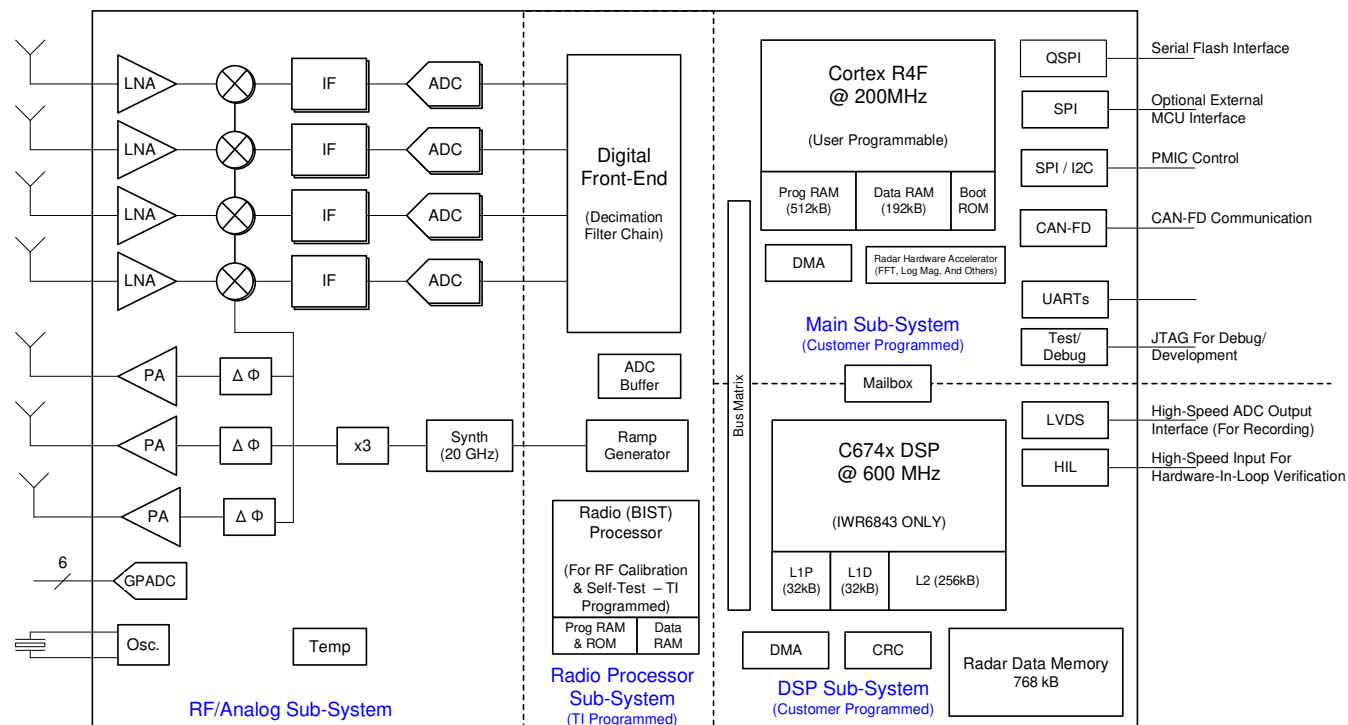 LNA
IF
ADC
LNA
IF
ADC
LNA
IF
ADC
LNA
IF
ADC
Digital
Front-End
(Decimation
Filter Chain)
PA
Δ Φ
PA
Δ Φ
PA
Δ Φ
x3
Synth
(20 GHz)
ADC
Buffer
Ramp
Generator
6
GPADC
Osc.
Temp
RF/Analog Sub-System
Radio (BIST)
Processor
(For RF Calibration
& Self-Test – TI
Programmed)
Prog RAM
& ROM
Data
RAM
Radio Processor
Sub-System
(TI Programmed)
Bus Matrix
Cortex R4F
@ 200MHz
(User Programmable)
Prog RAM
(512kB)
Data RAM
(192kB)
Boot
ROM
DMA
Radar Hardware Accelerator
(FFT, Log Mag, And Others)
Main Sub-System
(Customer Programmed)
QSPI
Serial Flash Interface
SPI
Optional External
MCU Interface
SPI / I2C
PMIC Control
CAN-FD
CAN-FD Communication
UARTs
Test/
Debug
JTAG For Debug/
Development
Mailbox
LVDS
High-Speed ADC Output
Interface (For Recording)
HIL
High-Speed Input For
Hardware-In-Loop Verification
C674x DSP
@ 600 MHz
(IWR6843 ONLY)
L1P
(32kB)
L1D
(32kB)
L2 (256kB)
DMA
CRC
DSP Sub-System
(Customer Programmed)
Radar Data Memory
768 kB